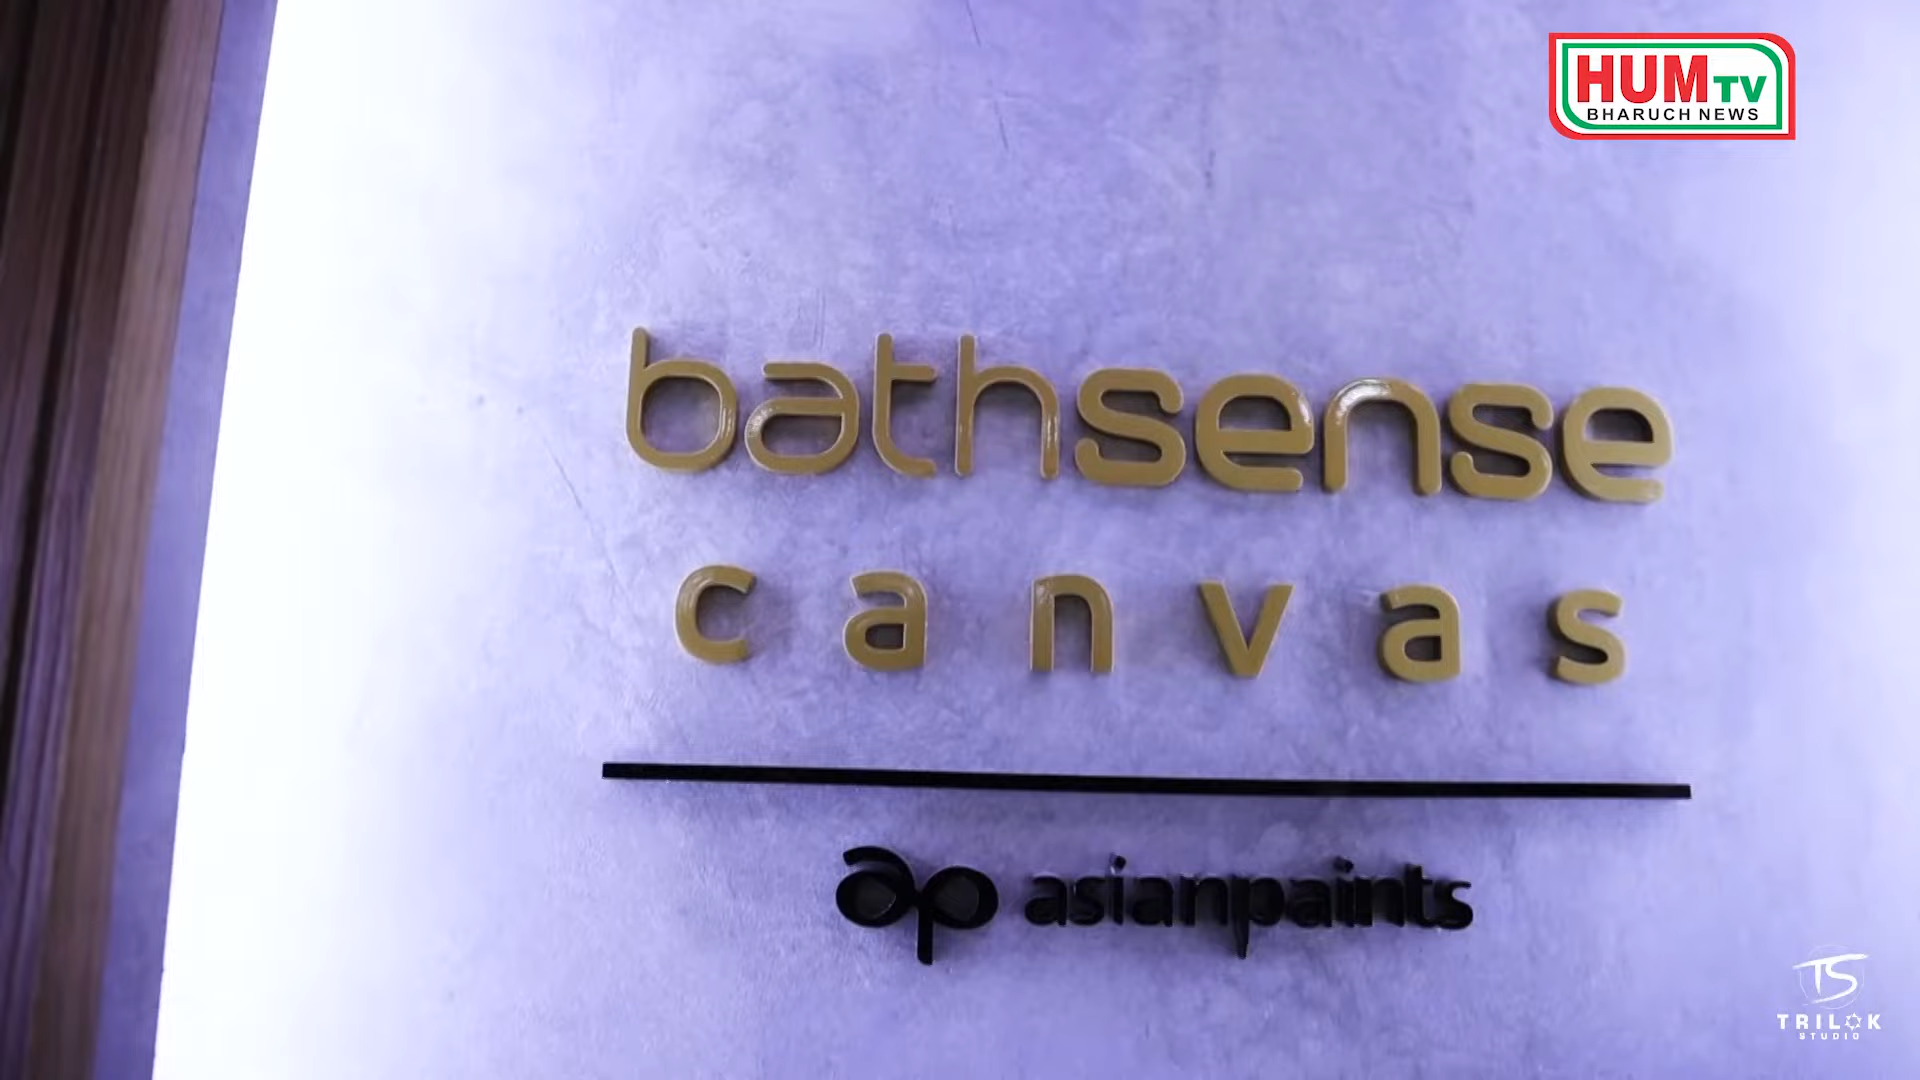 HUM TV
BHARUCH NEWS
bathsense
canvas
ap asianpaints
TS
TRILOK
STUDIO